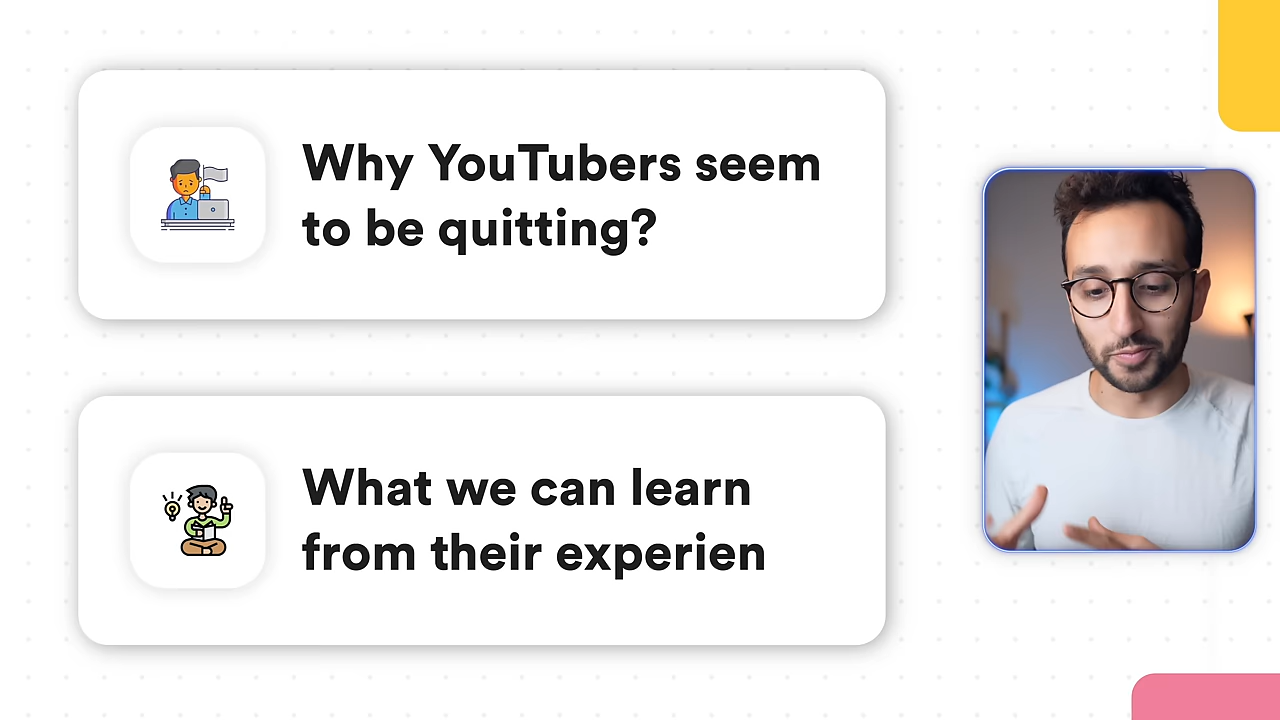 Why YouTubers seem
to be quitting?
What we can learn
from their experien